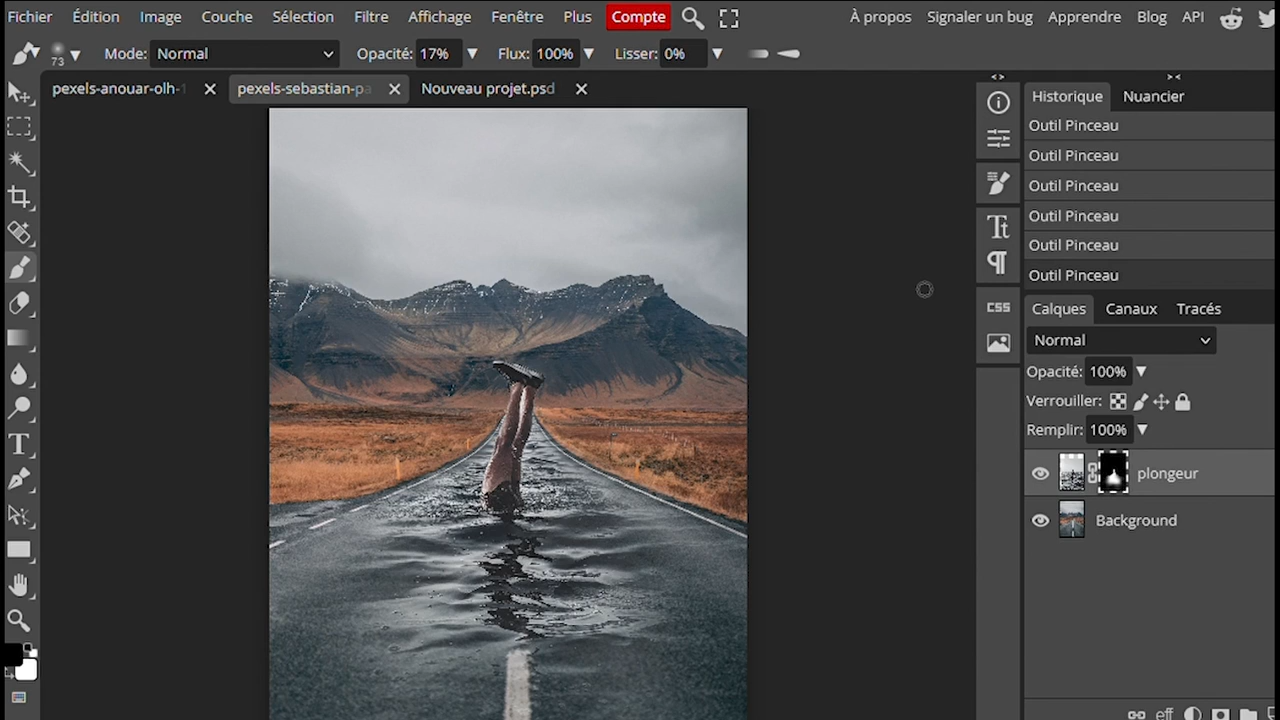 Fichier Édition Image Couche Sélection Filtre Affichage Fenêtre Plus Compte À propos Signaler un bug Apprendre Blog API
73 Mode: Normal Opacité: 17% Flux: 100% Lisser: 0%
pexels-anouar-olh-1 pexels-sebastian-pa Nouveau projet.psd
Historique Nuancier
Outil Pinceau
Outil Pinceau
Outil Pinceau
Outil Pinceau
Outil Pinceau
Outil Pinceau
CSS
Calques Canaux Tracés
Normal
Opacité: 100%
Verrouiller:
Remplir: 100%
plongeur
Background
eff